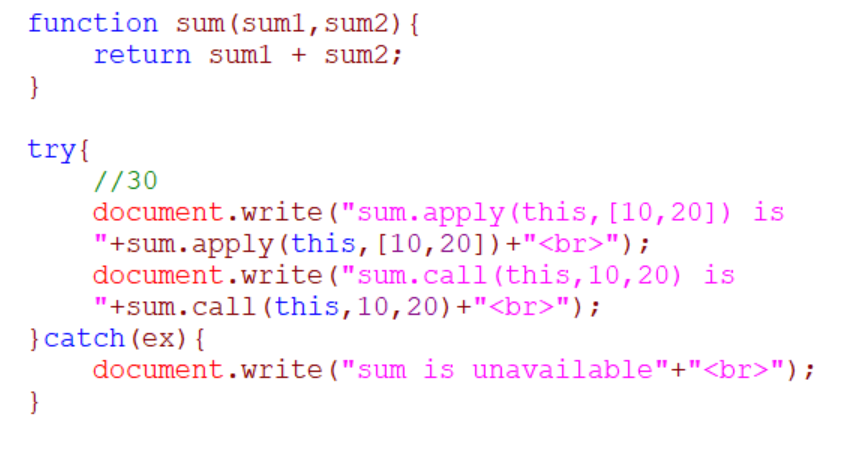 function sum(sum1,sum2){
    return sum1 + sum2;
}

try{
    //30
    document.write("sum.apply(this,[10,20]) is
    "+sum.apply(this,[10,20])+"<br>");
    document.write("sum.call(this,10,20) is
    "+sum.call(this,10,20)+"<br>");
}catch(ex){
    document.write("sum is unavailable"+"<br>");
}